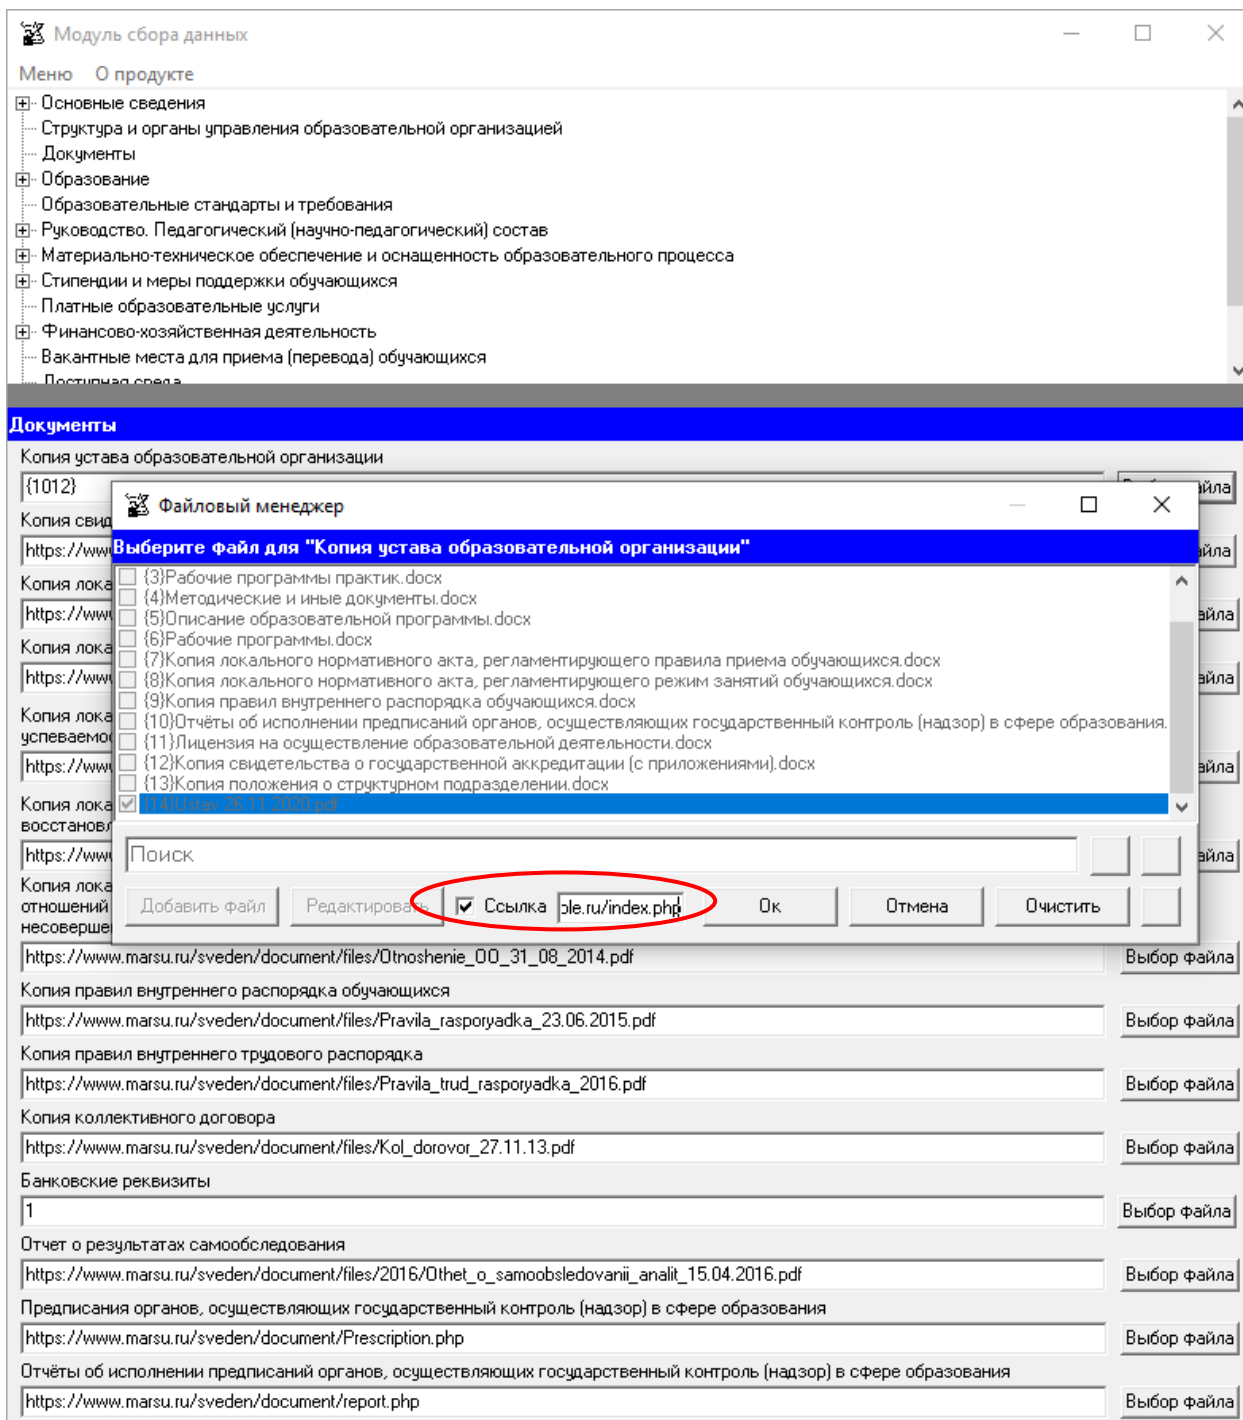 Модуль сбора данных
Меню О продукте
Основные сведения
Структура и органы управления образовательной организацией
Документы
Образование
Образовательные стандарты и требования
Руководство. Педагогический (научно-педагогический) состав
Материально-техническое обеспечение и оснащенность образовательного процесса
Стипендии и меры поддержки обучающихся
Платные образовательные услуги
Финансово-хозяйственная деятельность
Вакантные места для приема (перевода) обучающихся
Доступная среда
Документы
Копия устава образовательной организации
{1012}
йла
Файловый менеджер
Копия свид
Выберите файл для "Копия устава образовательной организации"
https://www
йла
{3}Рабочие программы практик.docx
Копия лока
{4}Методические и иные документы.docx
https://www
айла
{5}Описание образовательной программы.docx
{6}Рабочие программы.docx
Копия лока
{7}Копия локального нормативного акта, регламентирующего правила приема обучающихся.docx
https://www
айла
{8}Копия локального нормативного акта, регламентирующего режим занятий обучающихся.docx
{9}Копия правил внутреннего распорядка обучающихся.docx
Копия лока
{10}Отчёты об исполнении предписаний органов, осуществляющих государственный контроль (надзор) в сфере образования.
успеваемо
{11}Лицензия на осуществление образовательной деятельности.docx
https://www
айла
{12}Копия свидетельства о государственной аккредитации (с приложениями).docx
{13}Копия положения о структурном подразделении.docx
Копия лока
{14}Ustav 26.11.2020.pdf
восстановл
Поиск
https://www
айла
Копия лока
отношений
Добавить файл Редактировать Ссылка ple.ru/index.php Ок Отмена Очистить
несоверше
https://www.marsu.ru/sveden/document/files/Otnoshenie_OO_31_08_2014.pdf Выбор файла
Копия правил внутреннего распорядка обучающихся
https://www.marsu.ru/sveden/document/files/Pravila_rasporyadka_23.06.2015.pdf Выбор файла
Копия правил внутреннего трудового распорядка
https://www.marsu.ru/sveden/document/files/Pravila_trud_rasporyadka_2016.pdf Выбор файла
Копия коллективного договора
https://www.marsu.ru/sveden/document/files/Kol_dorovor_27.11.13.pdf Выбор файла
Банковские реквизиты
1 Выбор файла
Отчет о результатах самообследования
https://www.marsu.ru/sveden/document/files/2016/Othet_o_samoobsledovanii_analit_15.04.2016.pdf Выбор файла
Предписания органов, осуществляющих государственный контроль (надзор) в сфере образования
https://www.marsu.ru/sveden/document/Prescription.php Выбор файла
Отчёты об исполнении предписаний органов, осуществляющих государственный контроль (надзор) в сфере образования
https://www.marsu.ru/sveden/document/report.php Выбор файла